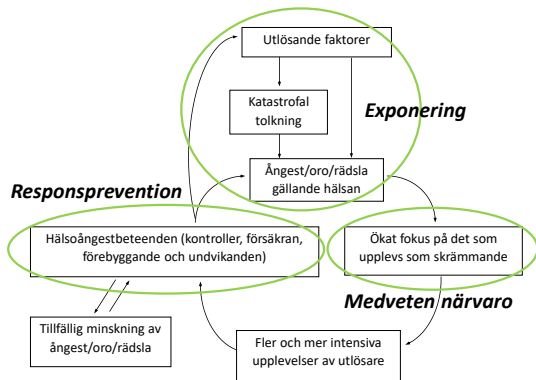 Utlösande faktorer
Katastrofal
tolkning
Exponering
Ångest/oro/rädsla
gällande hälsan
Responsprevention
Hälsoångestbeteenden (kontroller, försäkran,
förebyggande och undvikanden)
Ökat fokus på det som
upplevs som skrämmande
Medveten närvaro
Tillfällig minskning av
ångest/oro/rädsla
Fler och mer intensiva
upplevelser av utlösare